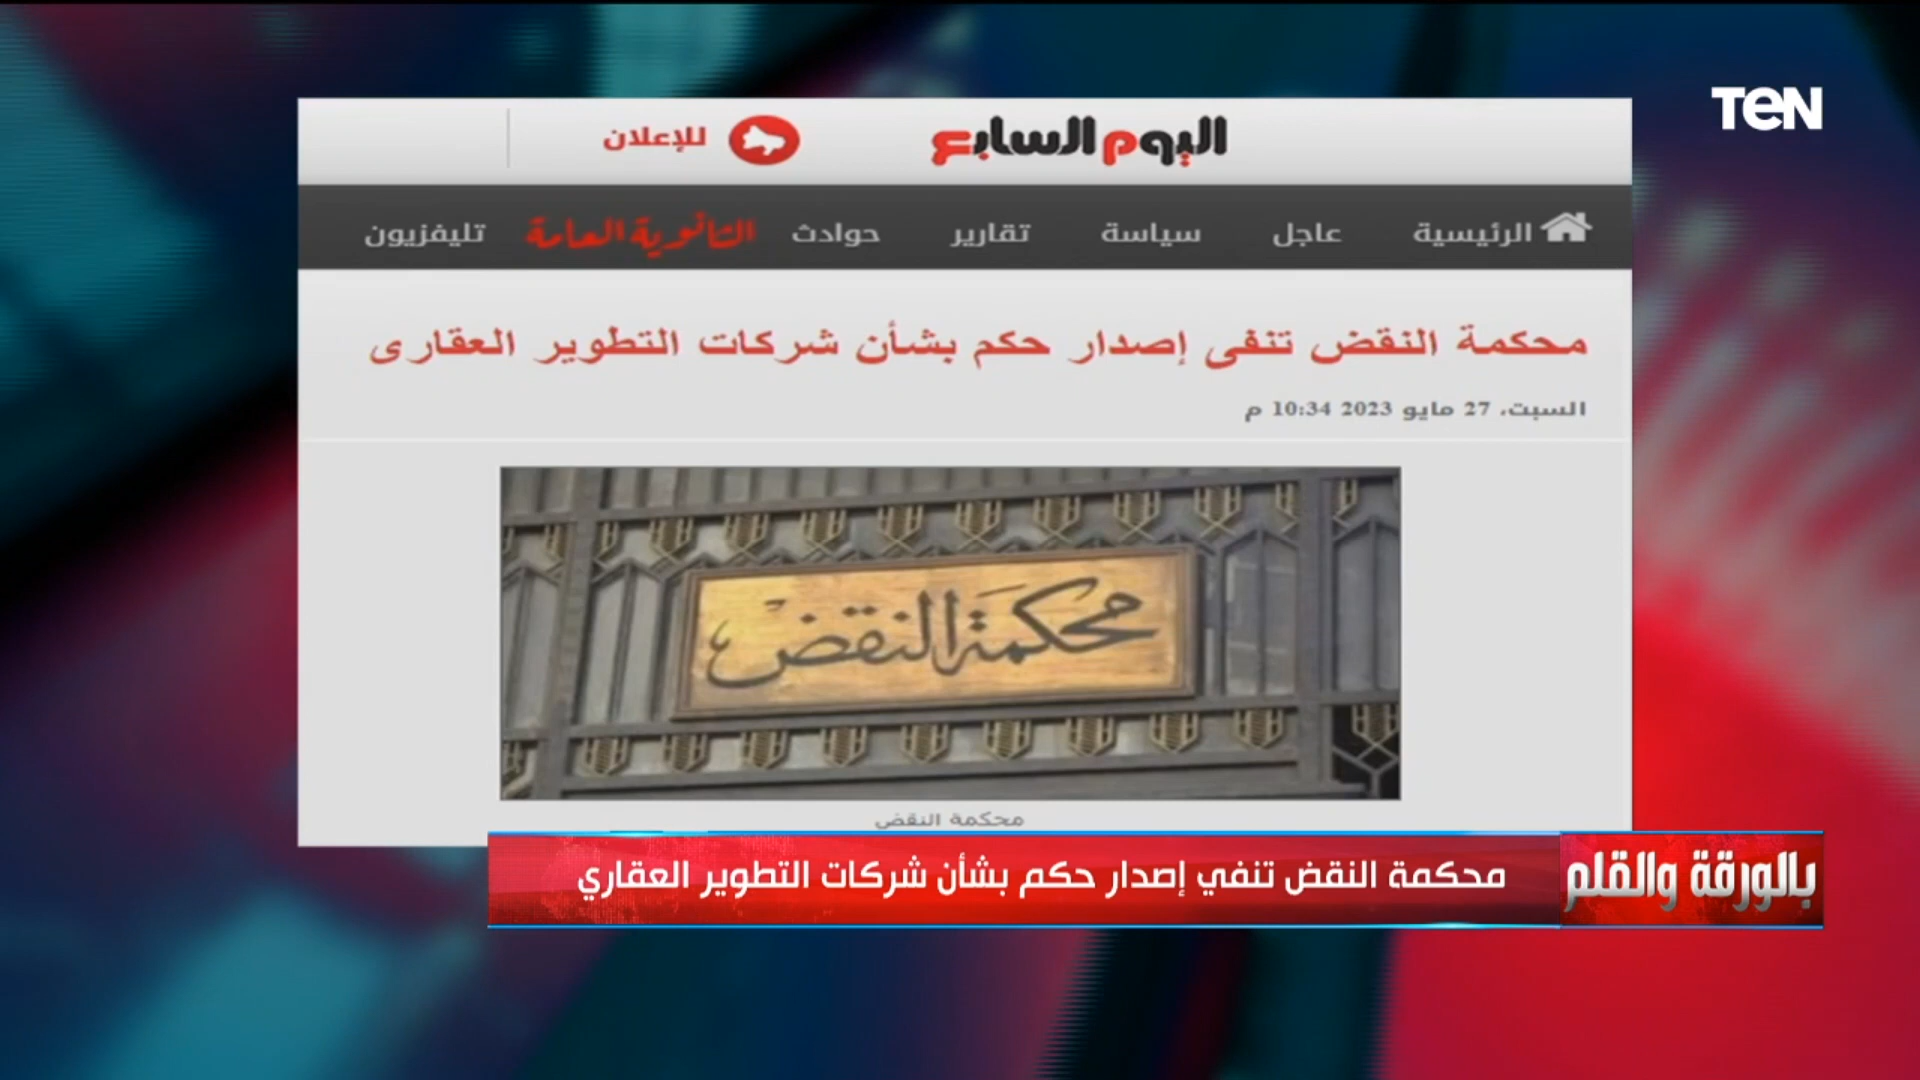 TEN
اليوم السابع
للإعلان
الرئيسية عاجل سياسة تقارير حوادث الثانوية العامة تليفزيون
محكمة النقض تنفى إصدار حكم بشأن شركات التطوير العقارى
السبت، 27 مايو 2023 10:34 م
محكمة النقض
محكمة النقض
بالورقة والقلم
محكمة النقض تنفي إصدار حكم بشأن شركات التطوير العقاري